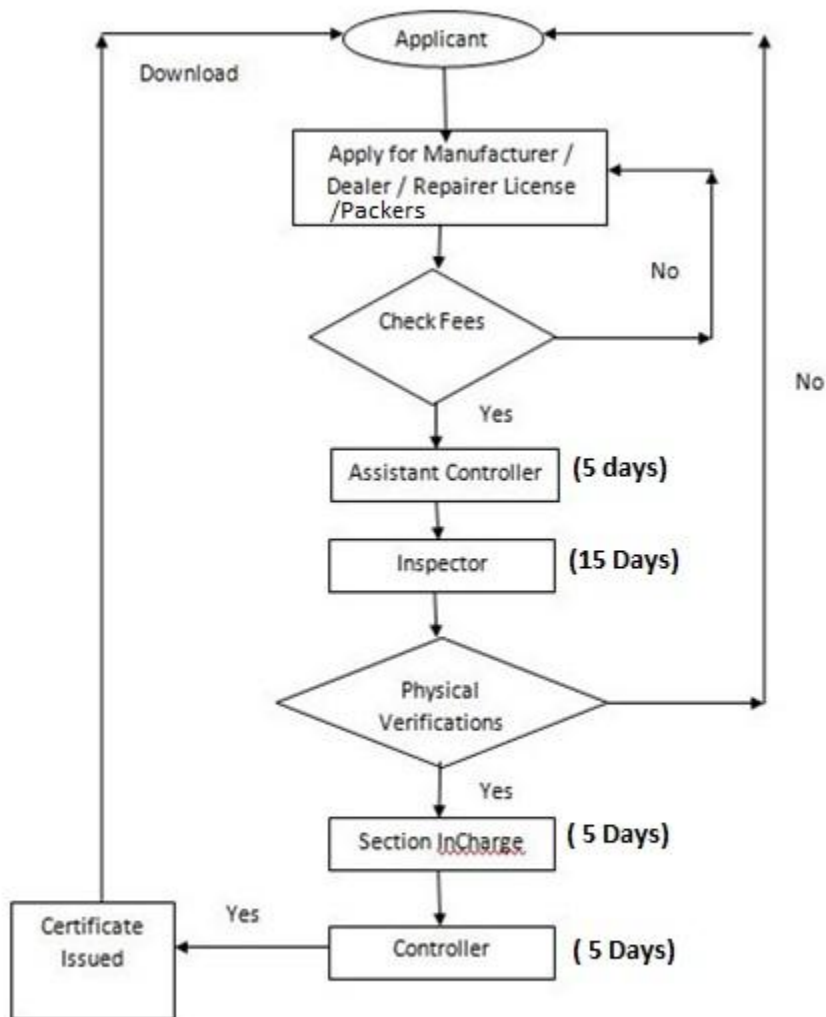 Applicant
Download
Apply for Manufacturer /
Dealer / Repairer License
/Packers
No
Check Fees
No
Yes
Assistant Controller
(5 days)
Inspector
(15 Days)
Physical
Verifications
Yes
Section InCharge
( 5 Days)
Certificate
Issued
Yes
Controller
( 5 Days)